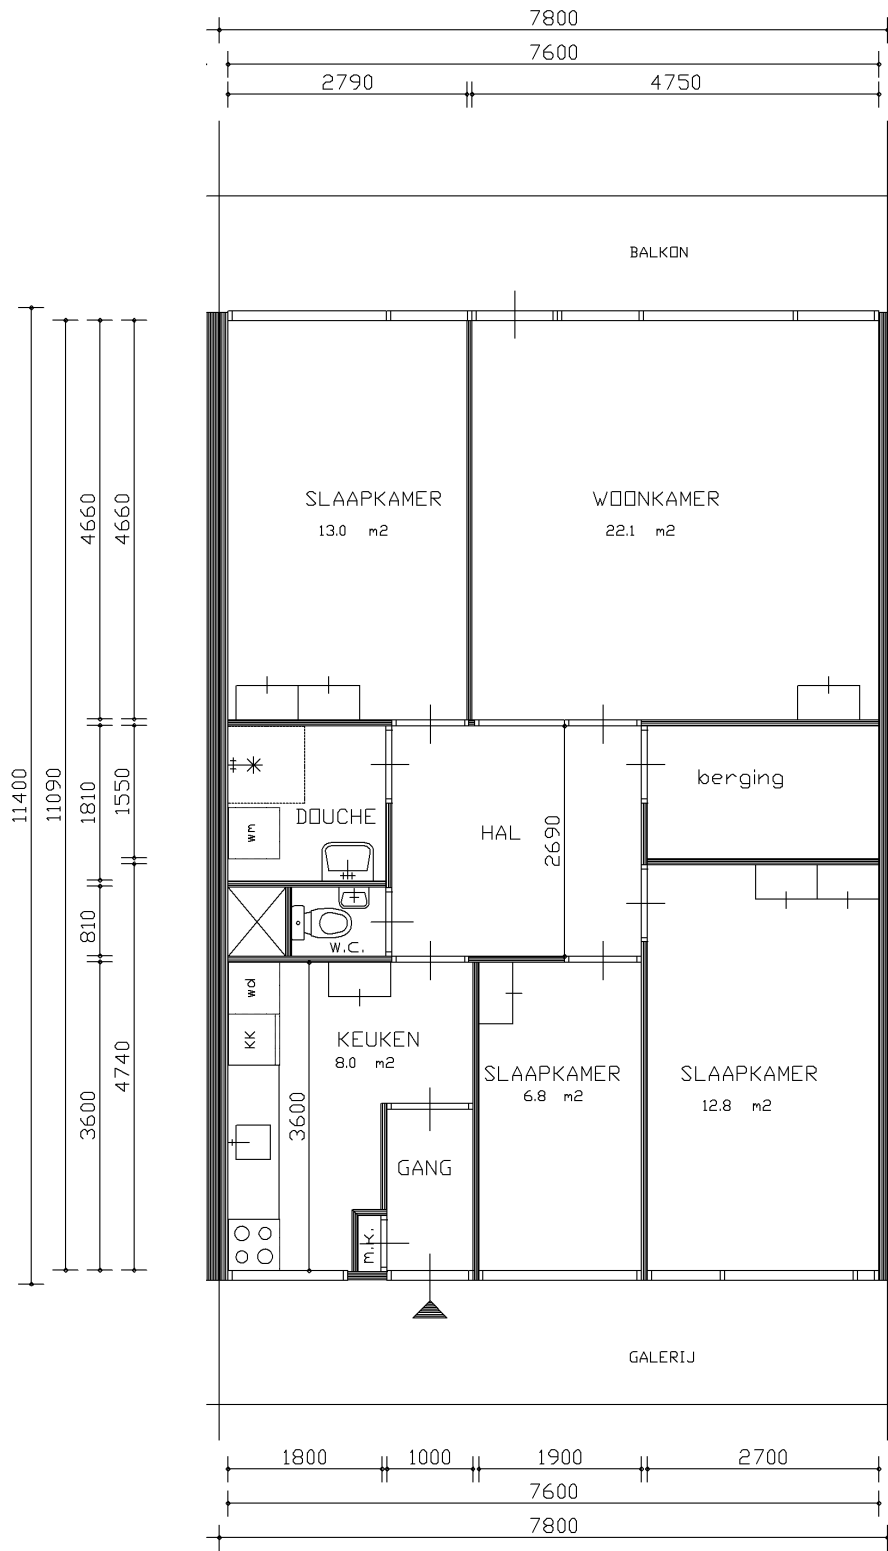 7800
7600
2790
4750
BALKON
4660
4660
SLAAPKAMER
13.0 m2
WOONKAMER
22.1 m2
11400
11090
1810
1550
wm
DOUCHE
HAL
2690
berging
810
W.C.
wd
KK
KEUKEN
8.0 m2
3600
4740
3600
SLAAPKAMER
6.8 m2
SLAAPKAMER
12.8 m2
GANG
m.K.
GALERIJ
1800
1000
1900
2700
7600
7800